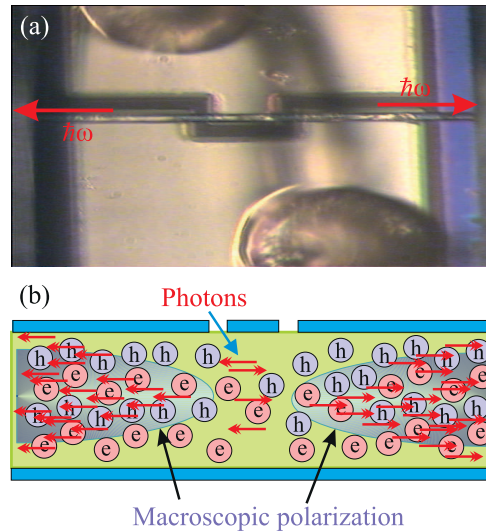 (a)
ħω
ħω
(b)
Photons
h h h h h h h h h h h
e e e e h h h e h e
e e e
h h h h h h e e h h h h
e e e e e e h e e e e e e e
Macroscopic polarization